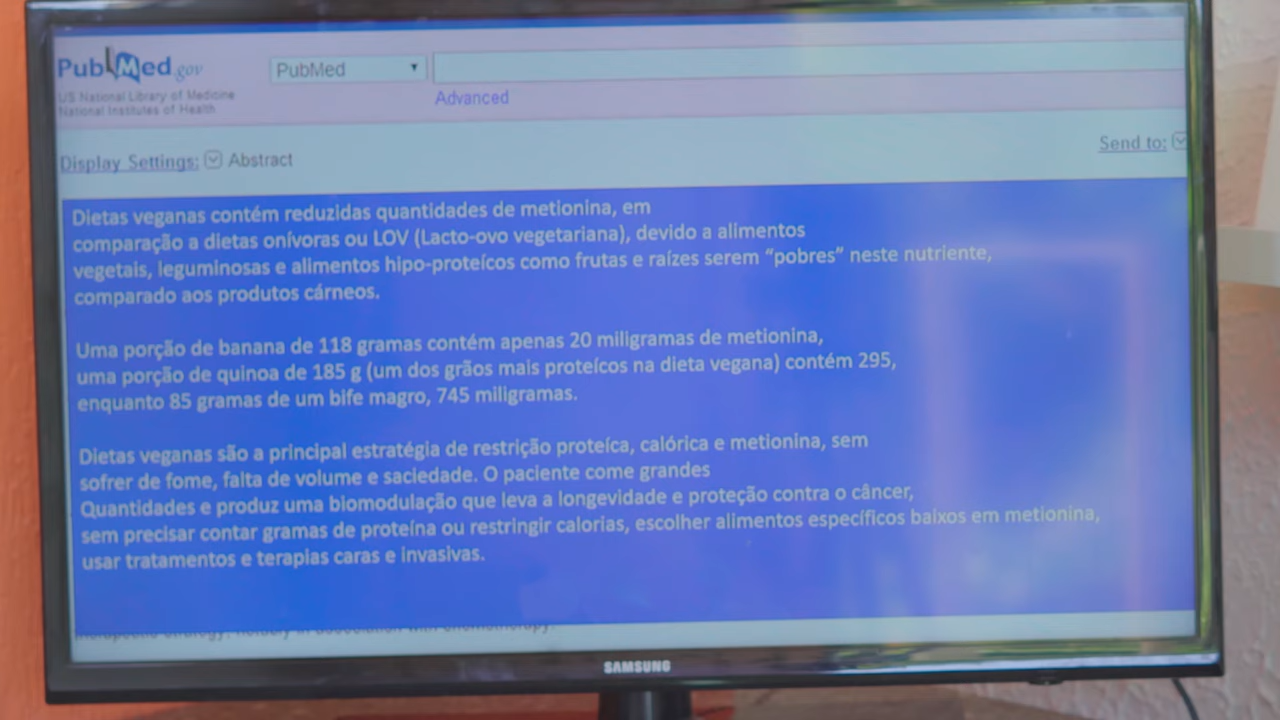 PubMed.gov
US National Library of Medicine
National Institutes of Health
PubMed
Advanced
Display Settings: Abstract
Send to:
Dietas veganas contém reduzidas quantidades de metionina, em
comparação a dietas onívoras ou LOV (Lacto-ovo vegetariana), devido a alimentos
vegetais, leguminosas e alimentos hipo-proteícos como frutas e raízes serem “pobres” neste nutriente,
comparado aos produtos cárneos.
Uma porção de banana de 118 gramas contém apenas 20 miligramas de metionina,
uma porção de quinoa de 185 g (um dos grãos mais proteícos na dieta vegana) contém 295,
enquanto 85 gramas de um bife magro, 745 miligramas.
Dietas veganas são a principal estratégia de restrição proteíca, calórica e metionina, sem
sofrer de fome, falta de volume e saciedade. O paciente come grandes
Quantidades e produz uma biomodulação que leva a longevidade e proteção contra o câncer,
sem precisar contar gramas de proteína ou restringir calorias, escolher alimentos específicos baixos em metionina,
usar tratamentos e terapias caras e invasivas.
SAMSUNG